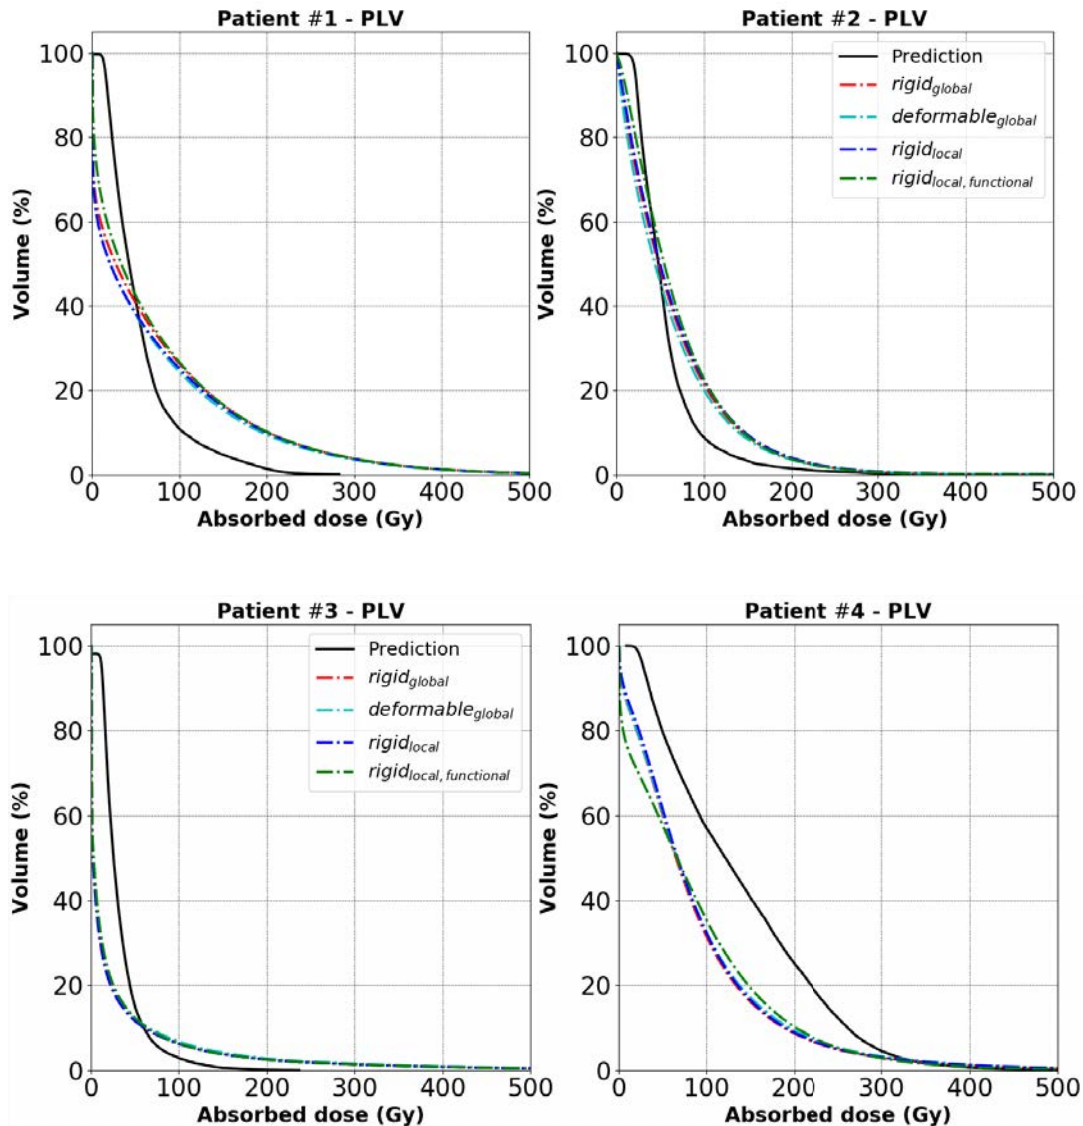 Patient #1 - PLV
100
80
60
40
20
0
Volume (%)
0 100 200 300 400 500
Absorbed dose (Gy)
Patient #2 - PLV
100
80
60
40
20
0
Volume (%)
Prediction
rigid_global
deformable_global
rigid_local
rigid_local, functional
0 100 200 300 400 500
Absorbed dose (Gy)
Patient #3 - PLV
100
80
60
40
20
0
Volume (%)
Prediction
rigid_global
deformable_global
rigid_local
rigid_local, functional
0 100 200 300 400 500
Absorbed dose (Gy)
Patient #4 - PLV
100
80
60
40
20
0
Volume (%)
0 100 200 300 400 500
Absorbed dose (Gy)